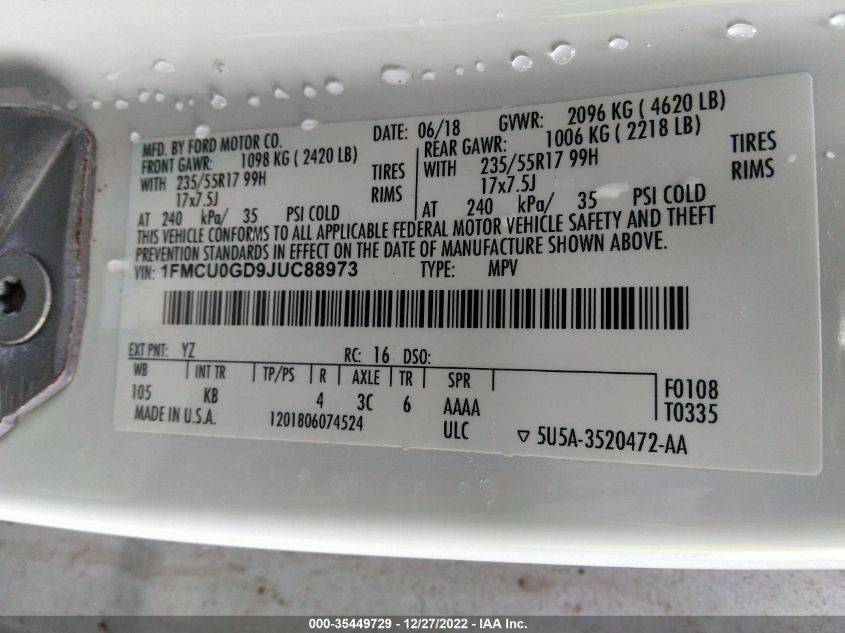 MFD. BY FORD MOTOR CO.
DATE: 06/18 GVWR: 2096 KG ( 4620 LB)
FRONT GAWR: 1098 KG ( 2420 LB)
REAR GAWR: 1006 KG ( 2218 LB)
WITH 235/55R17 99H TIRES
WITH 235/55R17 99H TIRES
17x7.5J RIMS
17x7.5J RIMS
AT 240 kPa/ 35 PSI COLD
AT 240 kPa/ 35 PSI COLD
THIS VEHICLE CONFORMS TO ALL APPLICABLE FEDERAL MOTOR VEHICLE SAFETY AND THEFT
PREVENTION STANDARDS IN EFFECT ON THE DATE OF MANUFACTURE SHOWN ABOVE.
VIN: 1FMCU0GD9JUC88973 TYPE: MPV
EXT PNT: YZ RC: 16 DSO:
WB INT TR TP/PS R AXLE TR SPR
105 KB 4 3C 6 AAAA
F0108
T0335
MADE IN U.S.A. 1201806074524 ULC
▽ 5U5A-3520472-AA
000-35449729 - 12/27/2022 - IAA Inc.